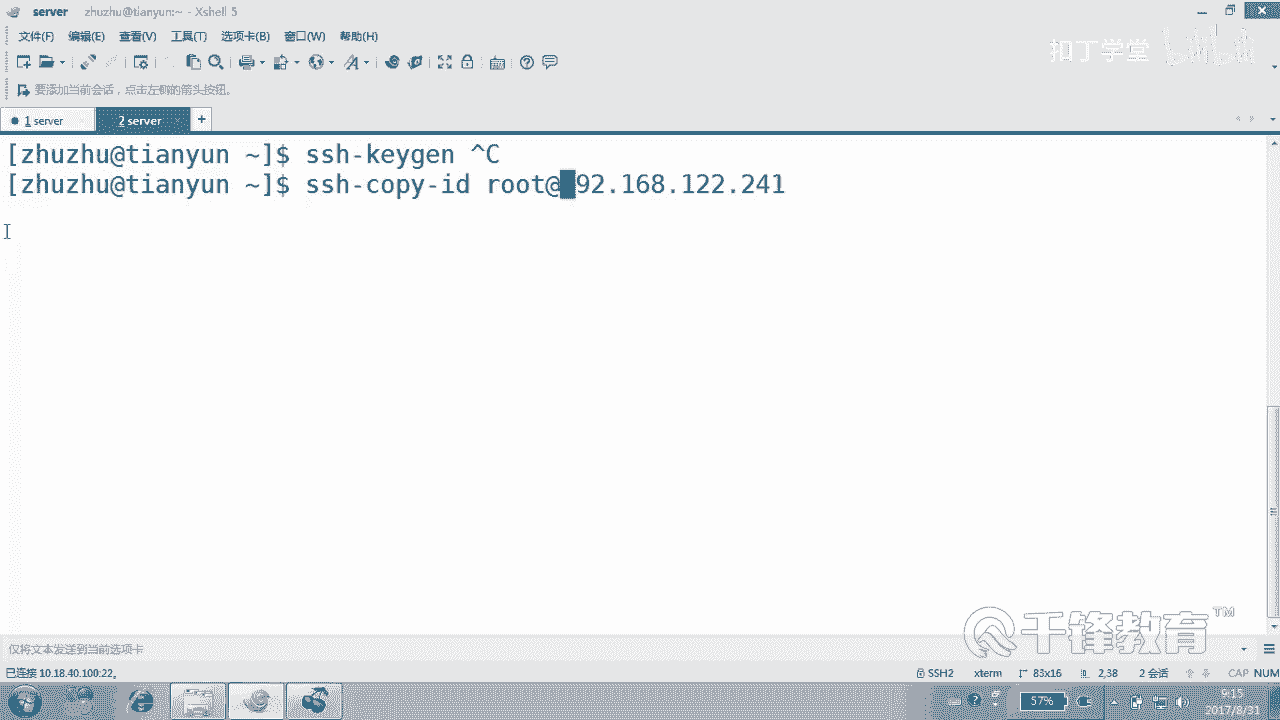 server zhuzhu@tianyun:~ - Xshell 5
文件(F) 编辑(E) 查看(V) 工具(T) 选项卡(B) 窗口(W) 帮助(H)
扣丁学堂 bilibili
要添加当前会话，点击左侧的箭头按钮。
1 server 2 server +
[zhuzhu@tianyun ~]$ ssh-keygen ^C
[zhuzhu@tianyun ~]$ ssh-copy-id root@ 92.168.122.241
千锋教育 TM
仅将文本发送到当前选项卡
已连接 10.18.40.100:22。 SSH2 xterm 83x16 2,38 2 会话 CAP NUM
57% 9:15
2017/8/31